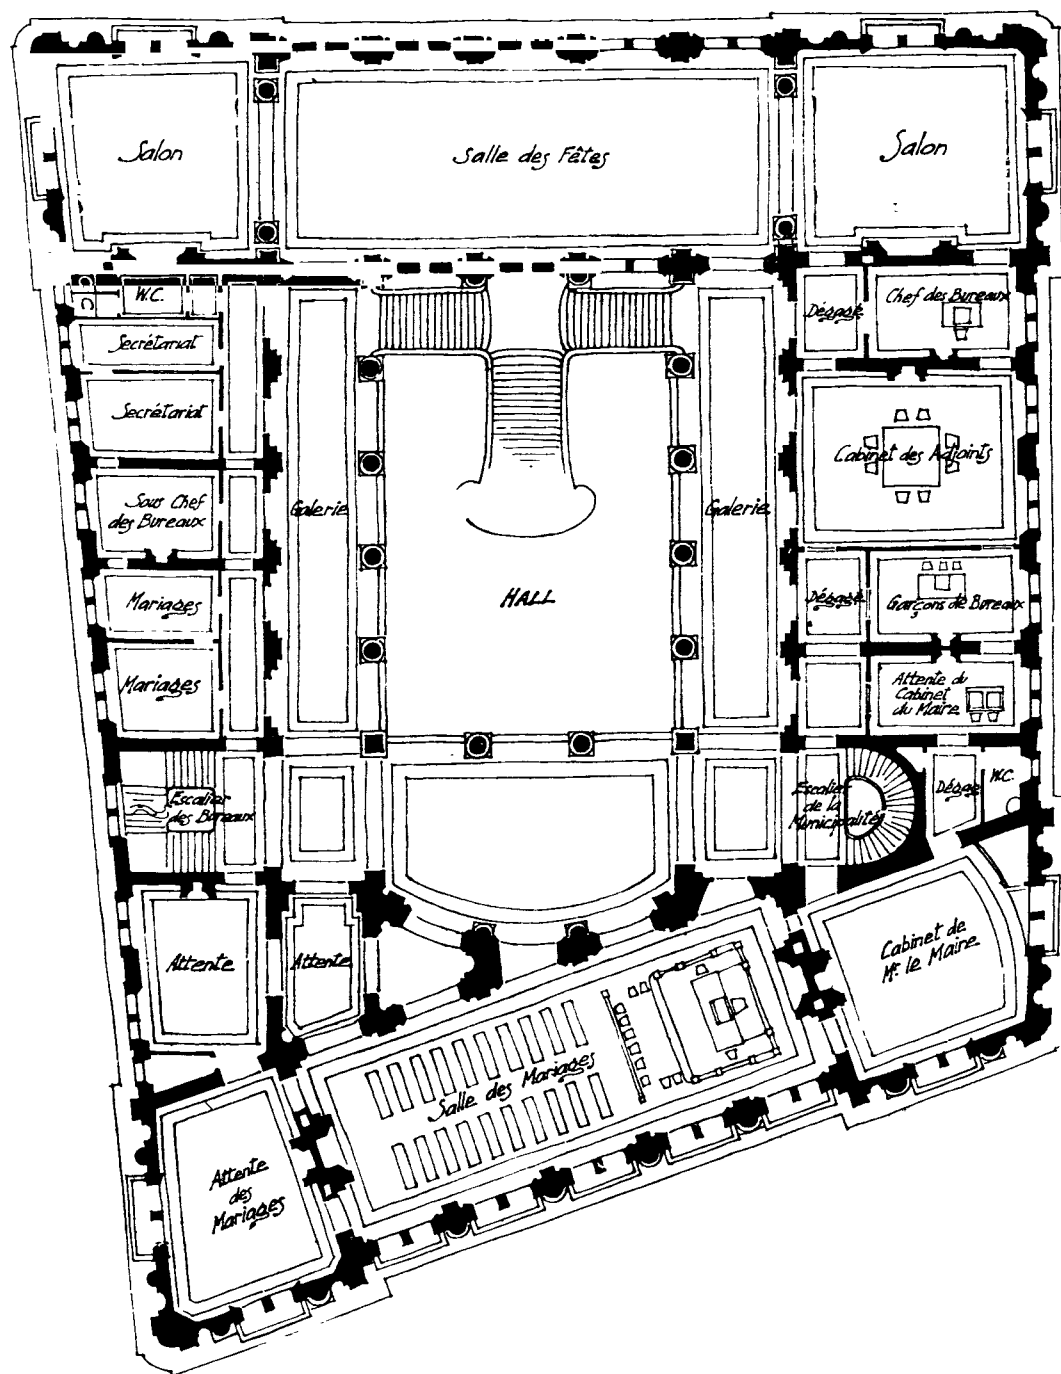 Salon
Salle des Fêtes
Salon
W.C.
Secrétariat
Secrétariat
Sous Chef
des Bureaux
Mariages
Mariages
Galerie
HALL
Galerie
Dégagt
Chef des Bureaux
Cabinet des Adjoints
Dégagt
Garçons de Bureaux
Attente du
Cabinet
du Maire
Escalier
des Bureaux
Escalier
de la
Municipalité
Dégagt
W.C.
Attente
Attente
Cabinet de
Mr. le Maire
Salle des Mariages
Attente
des
Mariages